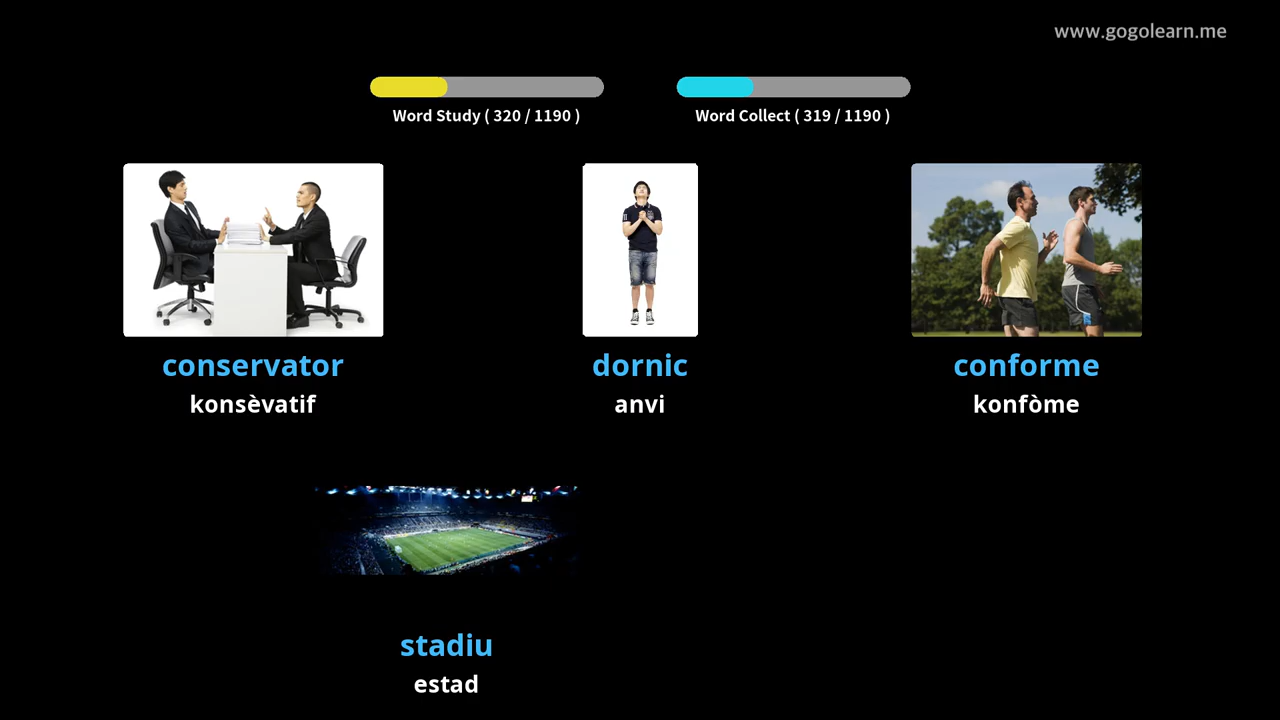 www.gogolearn.me
Word Study ( 320 / 1190 )
Word Collect ( 319 / 1190 )
conservator
konsèvatif
dornic
anvi
conforme
konfòme
stadiu
estad